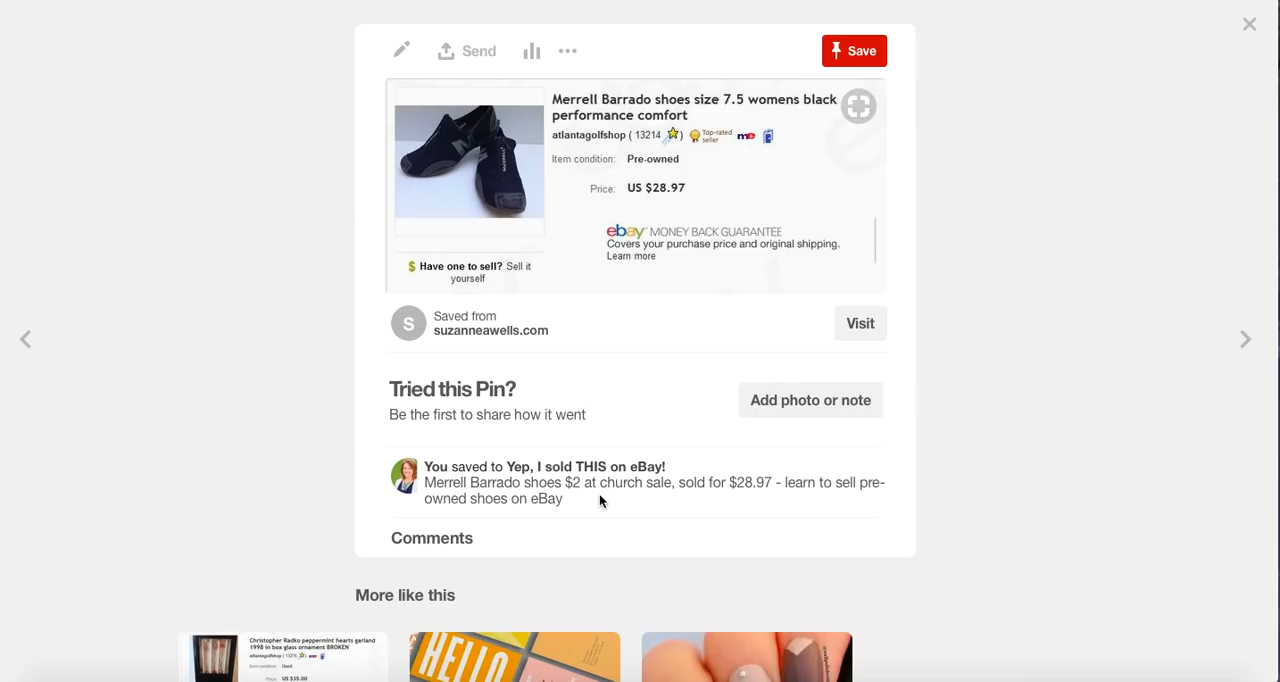 Send
Save
Merrell Barrado shoes size 7.5 womens black
performance comfort
atlantagolfshop ( 13214 ) Top-rated seller me
Item condition: Pre-owned
Price: US $28.97
ebay MONEY BACK GUARANTEE
Covers your purchase price and original shipping.
Learn more
$ Have one to sell? Sell it
yourself
S
Saved from
suzanneawells.com
Visit
Tried this Pin?
Be the first to share how it went
Add photo or note
You saved to Yep, I sold THIS on eBay!
Merrell Barrado shoes $2 at church sale, sold for $28.97 - learn to sell pre-
owned shoes on eBay
Comments
More like this
Christopher Radko peppermint hearts garland
1998 in box glass ornament BROKEN
Item condition: Used
Price: US $35.00
HELLO